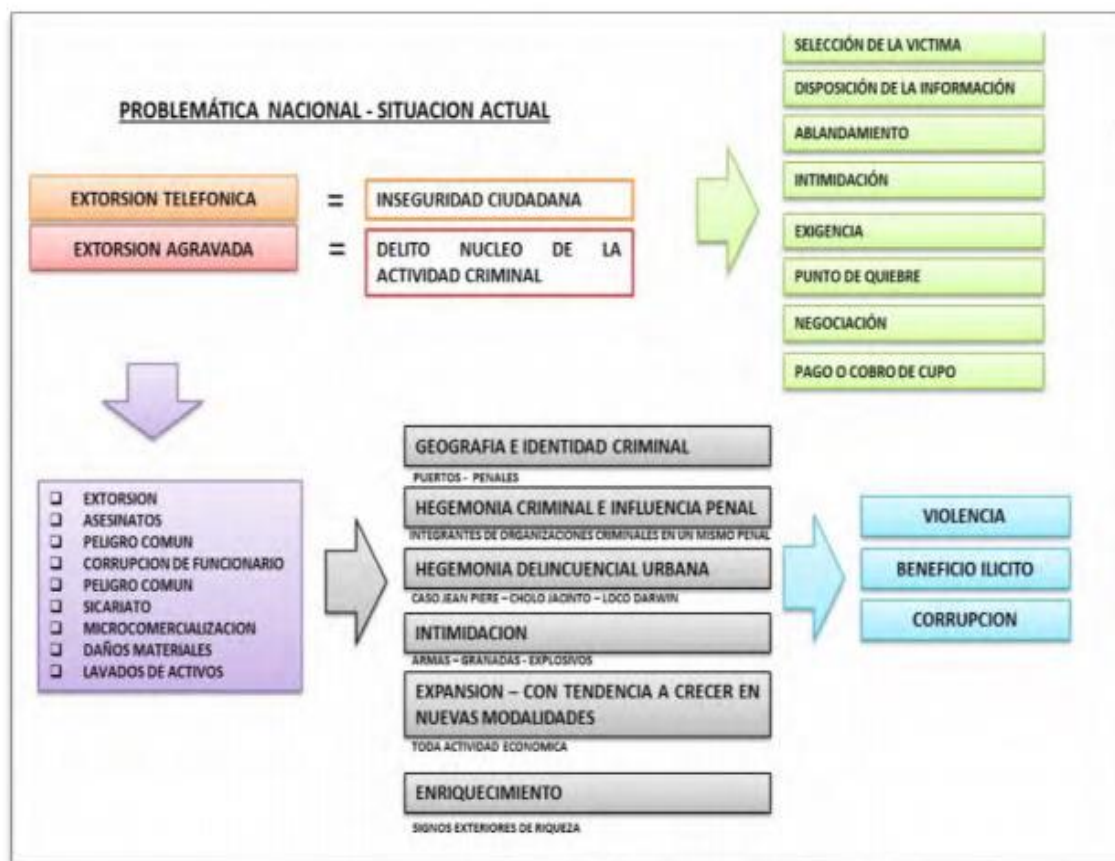 PROBLEMÁTICA NACIONAL - SITUACION ACTUAL
EXTORSION TELEFONICA
=
INSEGURIDAD CIUDADANA
EXTORSION AGRAVADA
=
DELITO NUCLEO DE LA
ACTIVIDAD CRIMINAL
SELECCIÓN DE LA VICTIMA
DISPOSICIÓN DE LA INFORMACIÓN
ABLANDAMIENTO
INTIMIDACIÓN
EXIGENCIA
PUNTO DE QUIEBRE
NEGOCIACIÓN
PAGO O COBRO DE CUPO
EXTORSION
ASESINATOS
PELIGRO COMUN
CORRUPCION DE FUNCIONARIO
PELIGRO COMUN
SICARIATO
MICROCOMERCIALIZACION
DAÑOS MATERIALES
LAVADOS DE ACTIVOS
GEOGRAFIA E IDENTIDAD CRIMINAL
PUERTOS - PENALES
HEGEMONIA CRIMINAL E INFLUENCIA PENAL
INTEGRANTES DE ORGANIZACIONES CRIMINALES EN UN MISMO PENAL
HEGEMONIA DELINCUENCIAL URBANA
CASO JEAN PIERE – CHOLO JACINTO – LOCO DARWIN
INTIMIDACION
ARMAS – GRANADAS - EXPLOSIVOS
EXPANSION – CON TENDENCIA A CRECER EN
NUEVAS MODALIDADES
TODA ACTIVIDAD ECONOMICA
ENRIQUECIMIENTO
SIGNOS EXTERIORES DE RIQUEZA
VIOLENCIA
BENEFICIO ILICITO
CORRUPCION